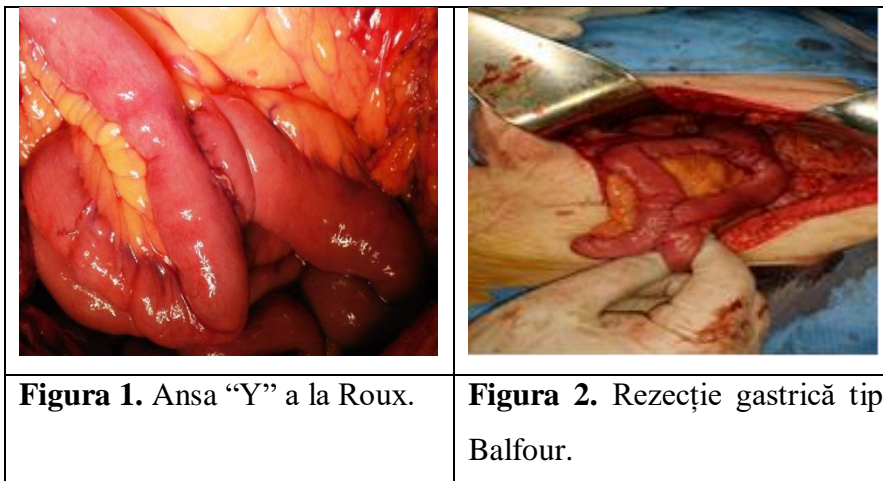 Figura 1. Ansa “Y” a la Roux.
Figura 2. Rezecție gastrică tip
Balfour.